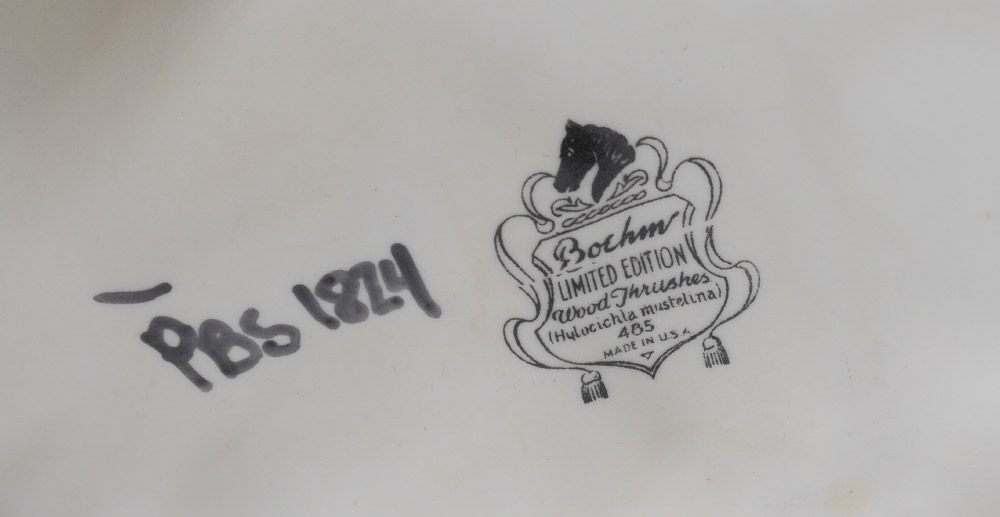 PBS 1824
Boehm
LIMITED EDITION
Wood Thrushes
(Hylocichla mustelina)
485
MADE IN U.S.A.